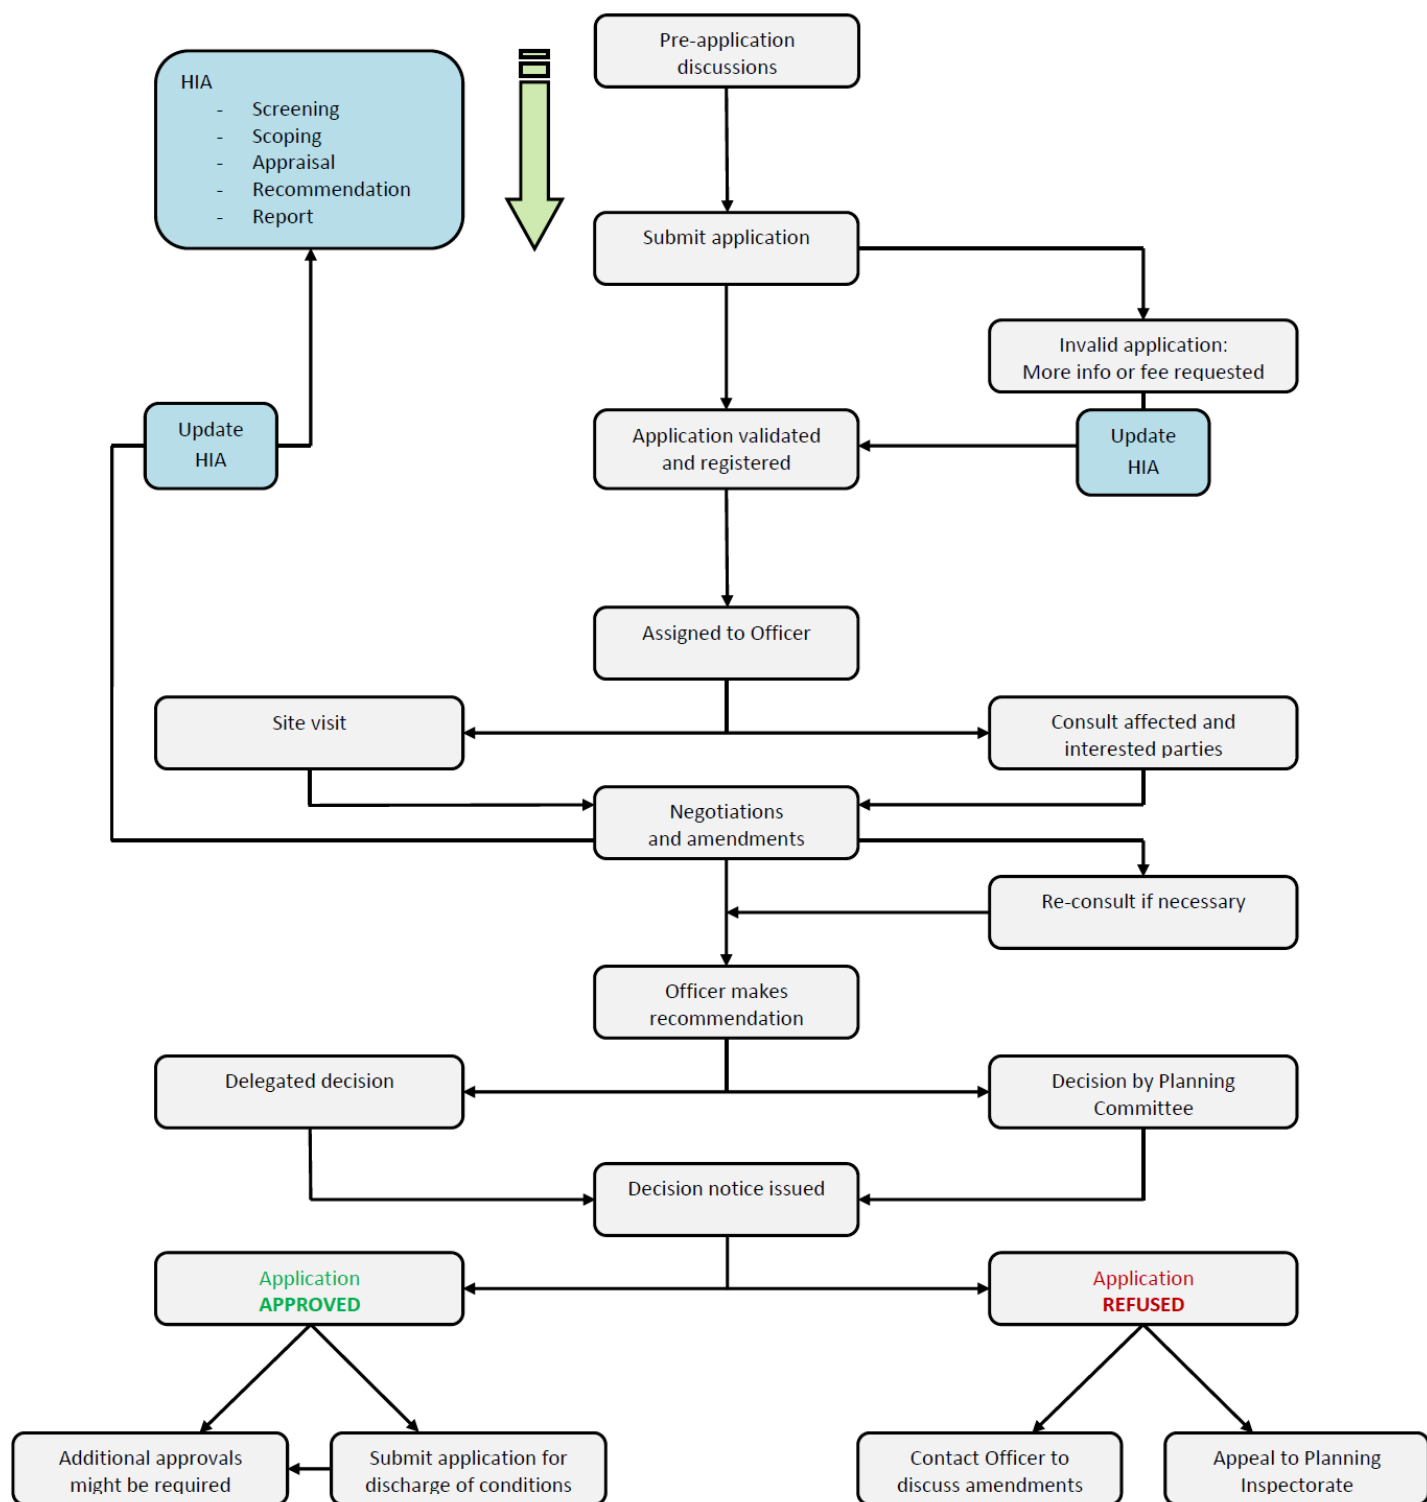 Pre-application
discussions
HIA
- Screening
- Scoping
- Appraisal
- Recommendation
- Report
Submit application
Invalid application:
More info or fee requested
Update
HIA
Application validated
and registered
Update
HIA
Assigned to Officer
Site visit
Consult affected and
interested parties
Negotiations
and amendments
Re-consult if necessary
Officer makes
recommendation
Delegated decision
Decision by Planning
Committee
Decision notice issued
Application
APPROVED
Application
REFUSED
Additional approvals
might be required
Submit application for
discharge of conditions
Contact Officer to
discuss amendments
Appeal to Planning
Inspectorate